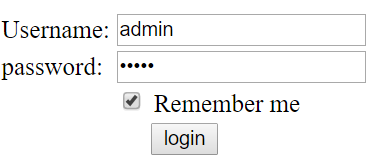 Username: admin
password: •••••
Remember me
login